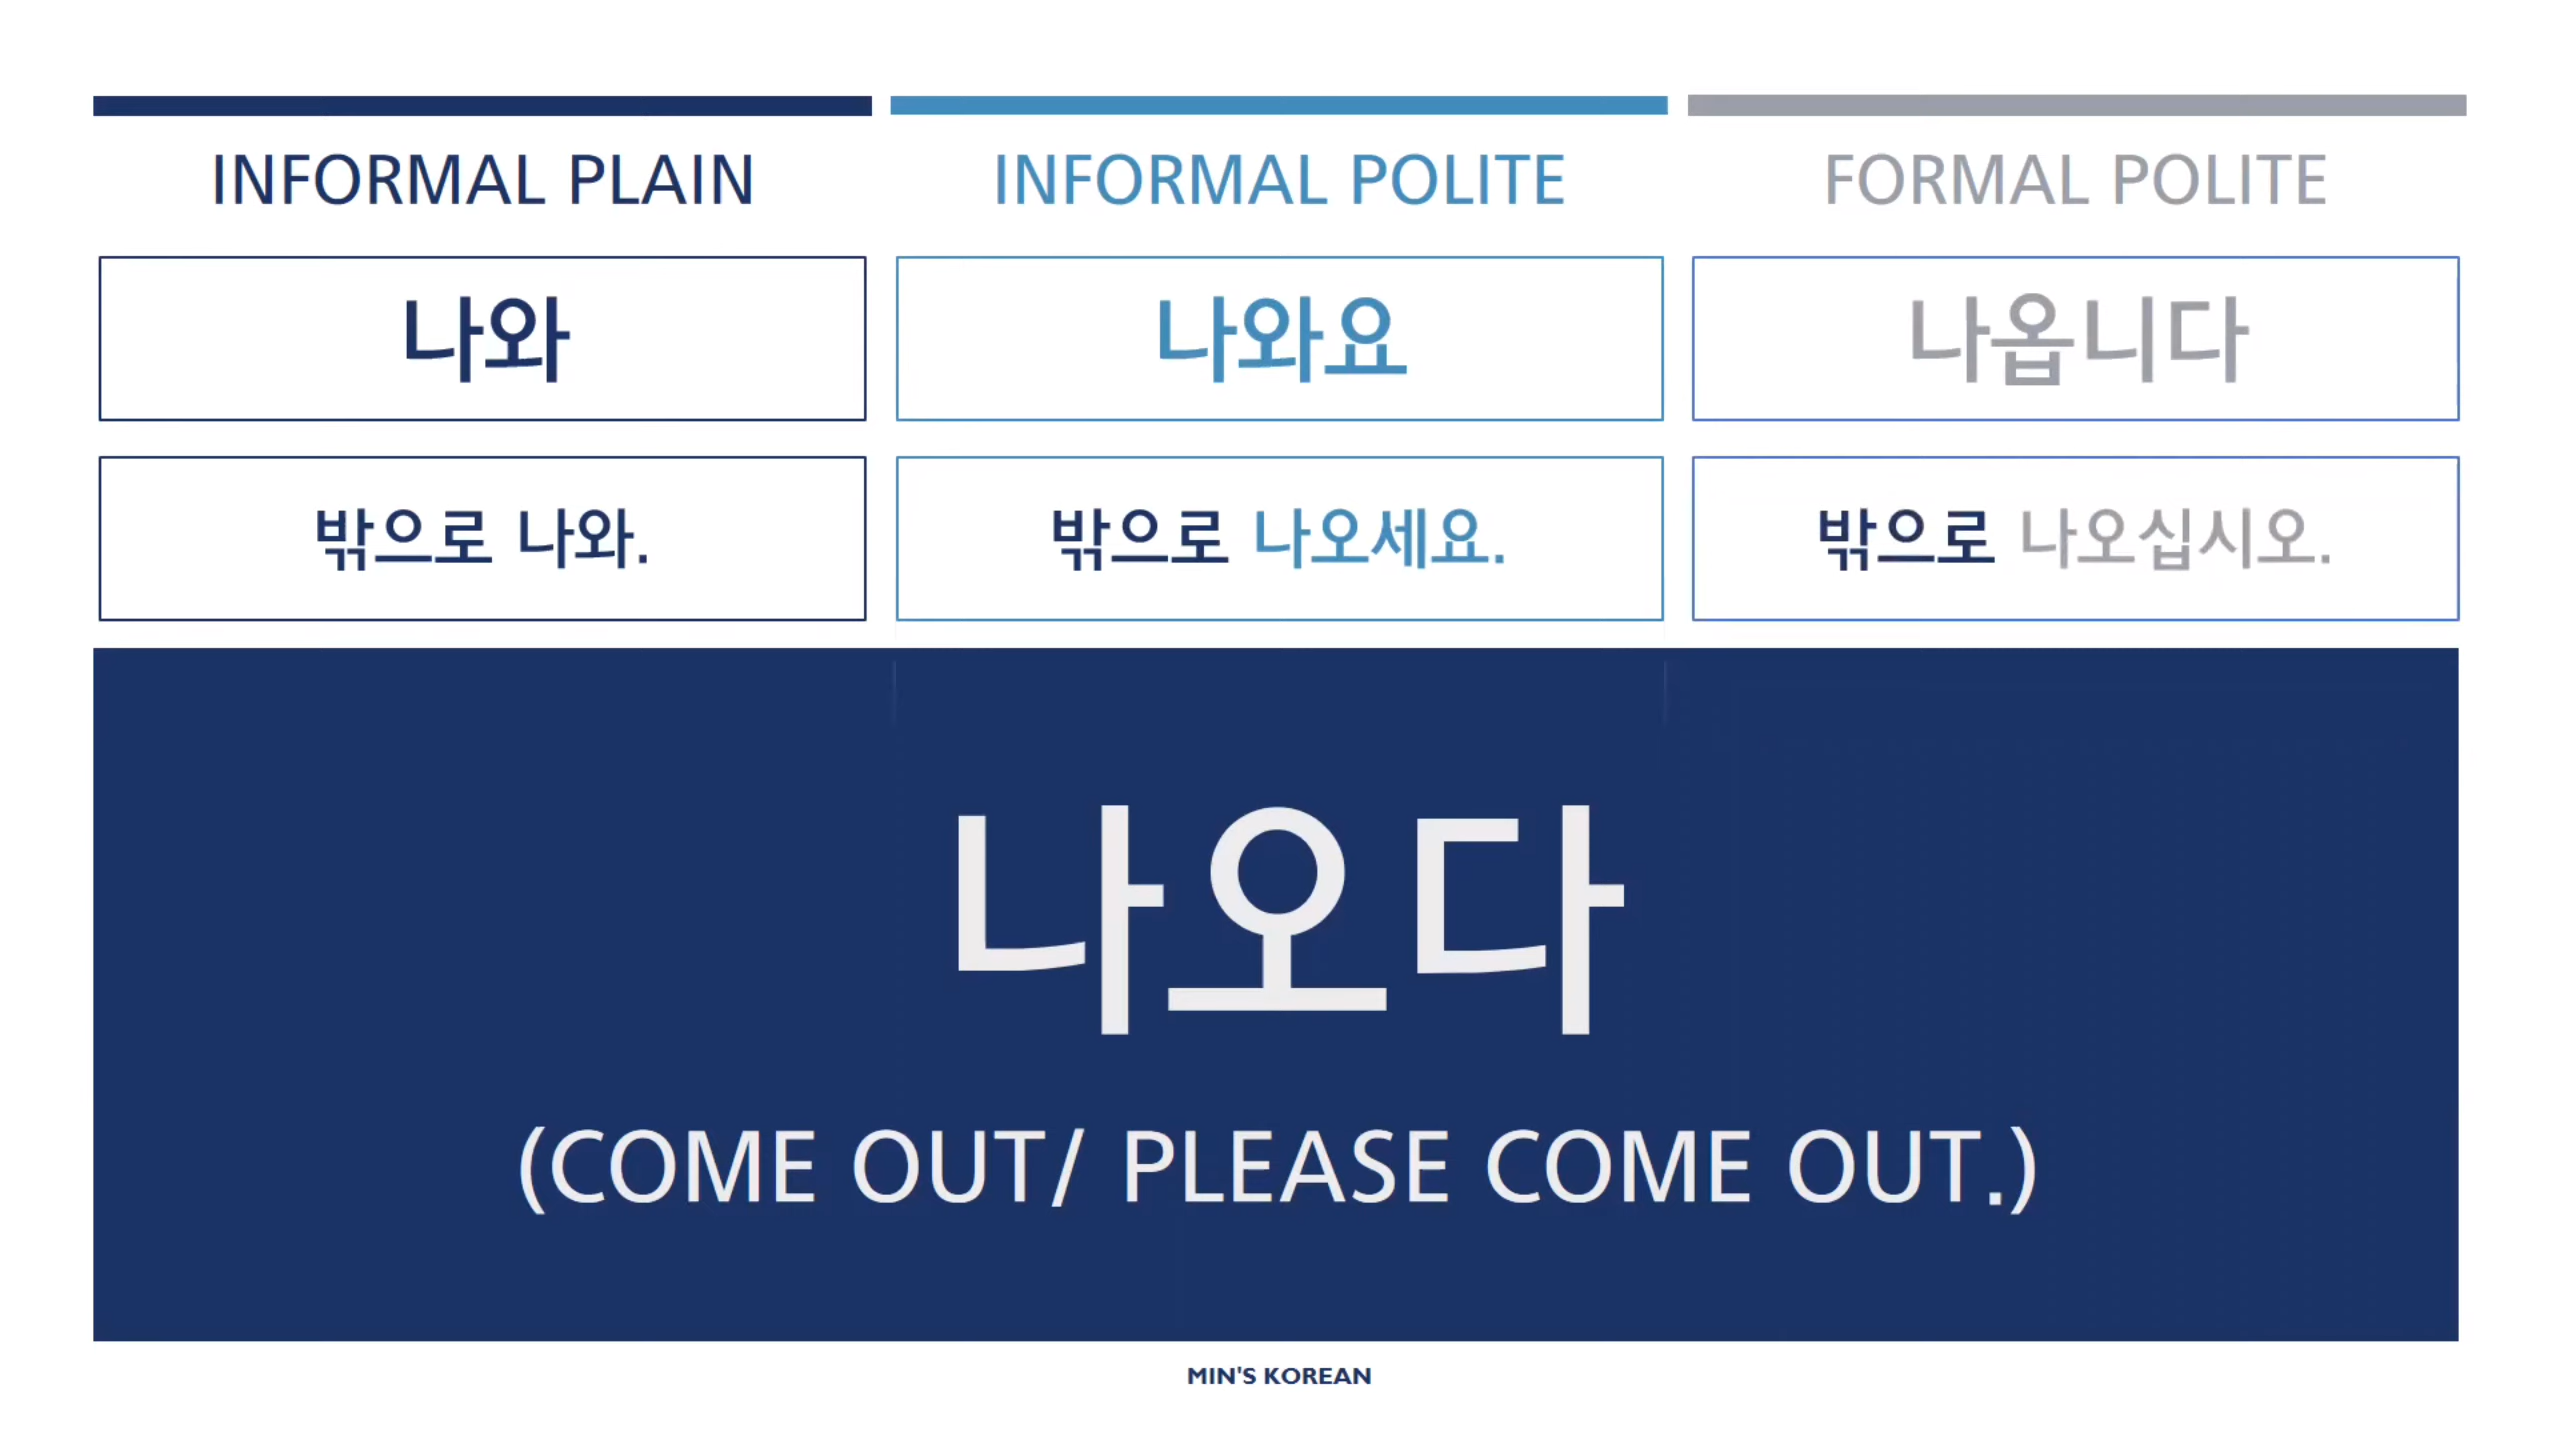 INFORMAL PLAIN
INFORMAL POLITE
FORMAL POLITE
나와
나와요
나옵니다
밖으로 나와.
밖으로 나오세요.
밖으로 나오십시오.
나오다
(COME OUT/ PLEASE COME OUT.)
MIN'S KOREAN